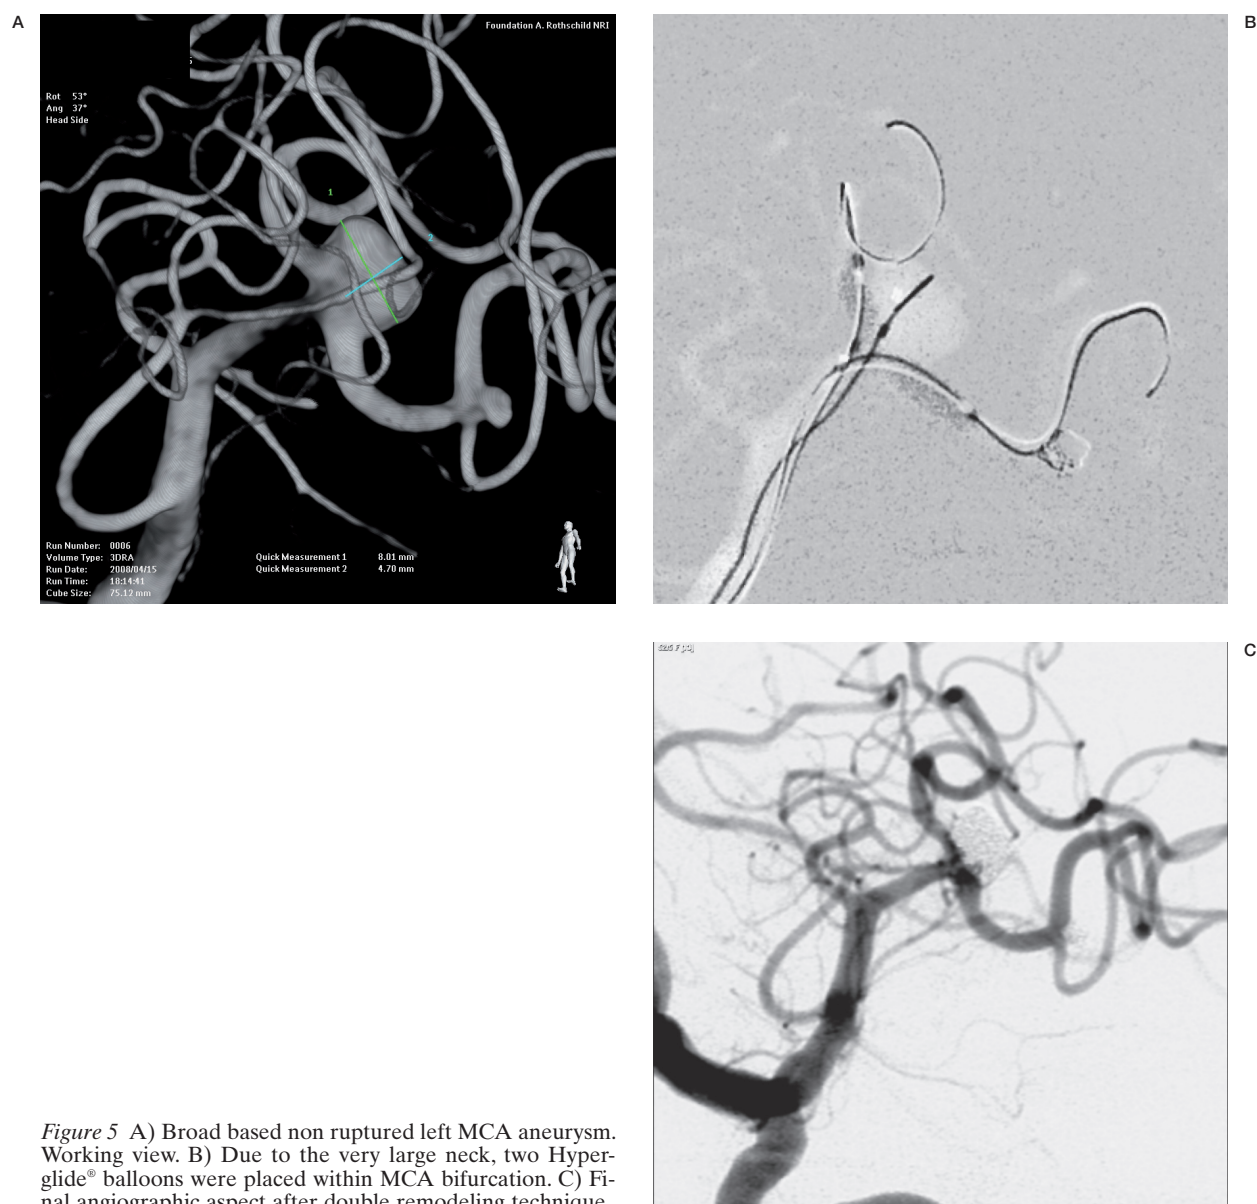 A
B
Foundation A. Rothschild NRI
Rot 53°
Ang 37°
Head Side
1
2
Run Number: 0006
Volume Type: 3DRA
Run Date: 2008/04/15
Run Time: 18:14:41
Cube Size: 75.12 mm
Quick Measurement 1 8.01 mm
Quick Measurement 2 4.70 mm
C
Figure 5 A) Broad based non ruptured left MCA aneurysm.
Working view. B) Due to the very large neck, two Hyper-
glide® balloons were placed within MCA bifurcation. C) Fi-
nal angiographic aspect after double remodeling technique.